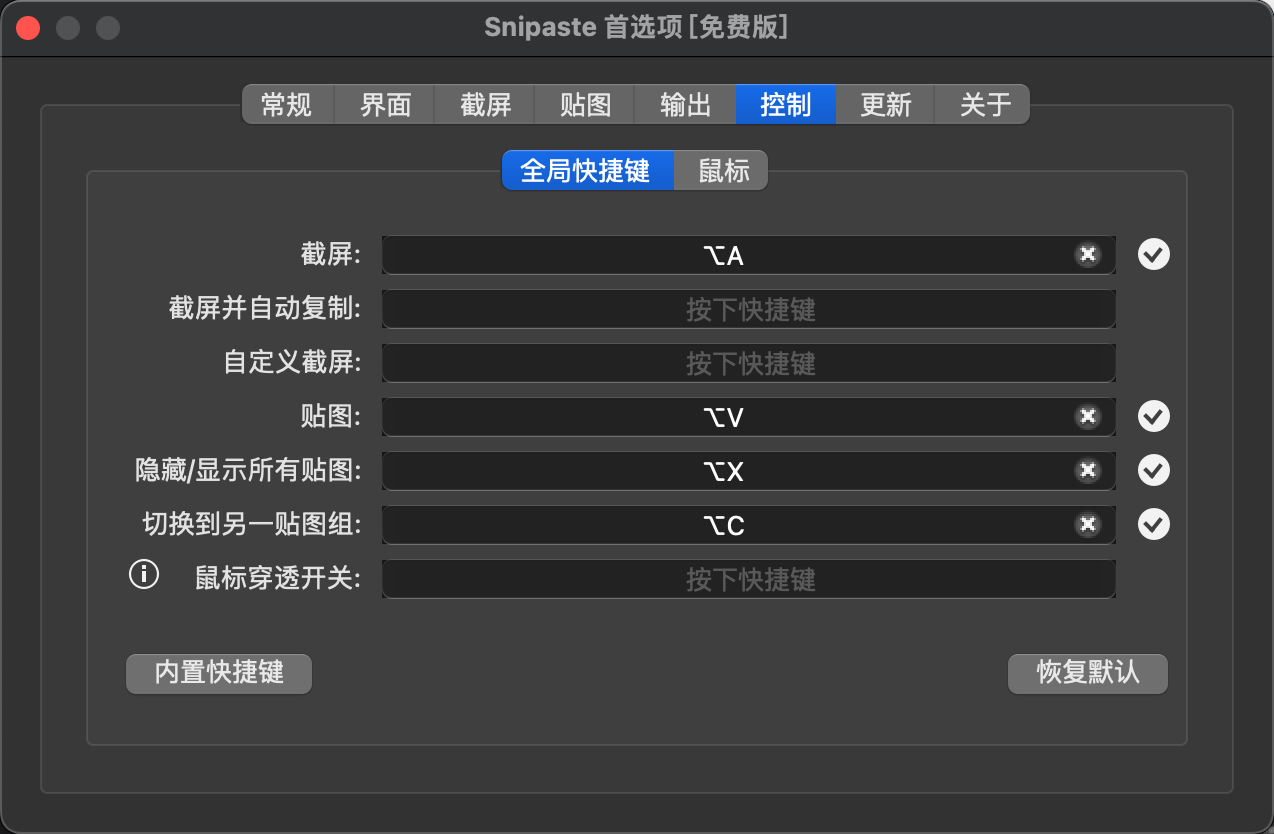 Snipaste 首选项 [免费版]
常规 界面 截屏 贴图 输出 控制 更新 关于
全局快捷键 鼠标
截屏: ⌥A
截屏并自动复制: 按下快捷键
自定义截屏: 按下快捷键
贴图: ⌥V
隐藏/显示所有贴图: ⌥X
切换到另一贴图组: ⌥C
鼠标穿透开关: 按下快捷键
内置快捷键 恢复默认